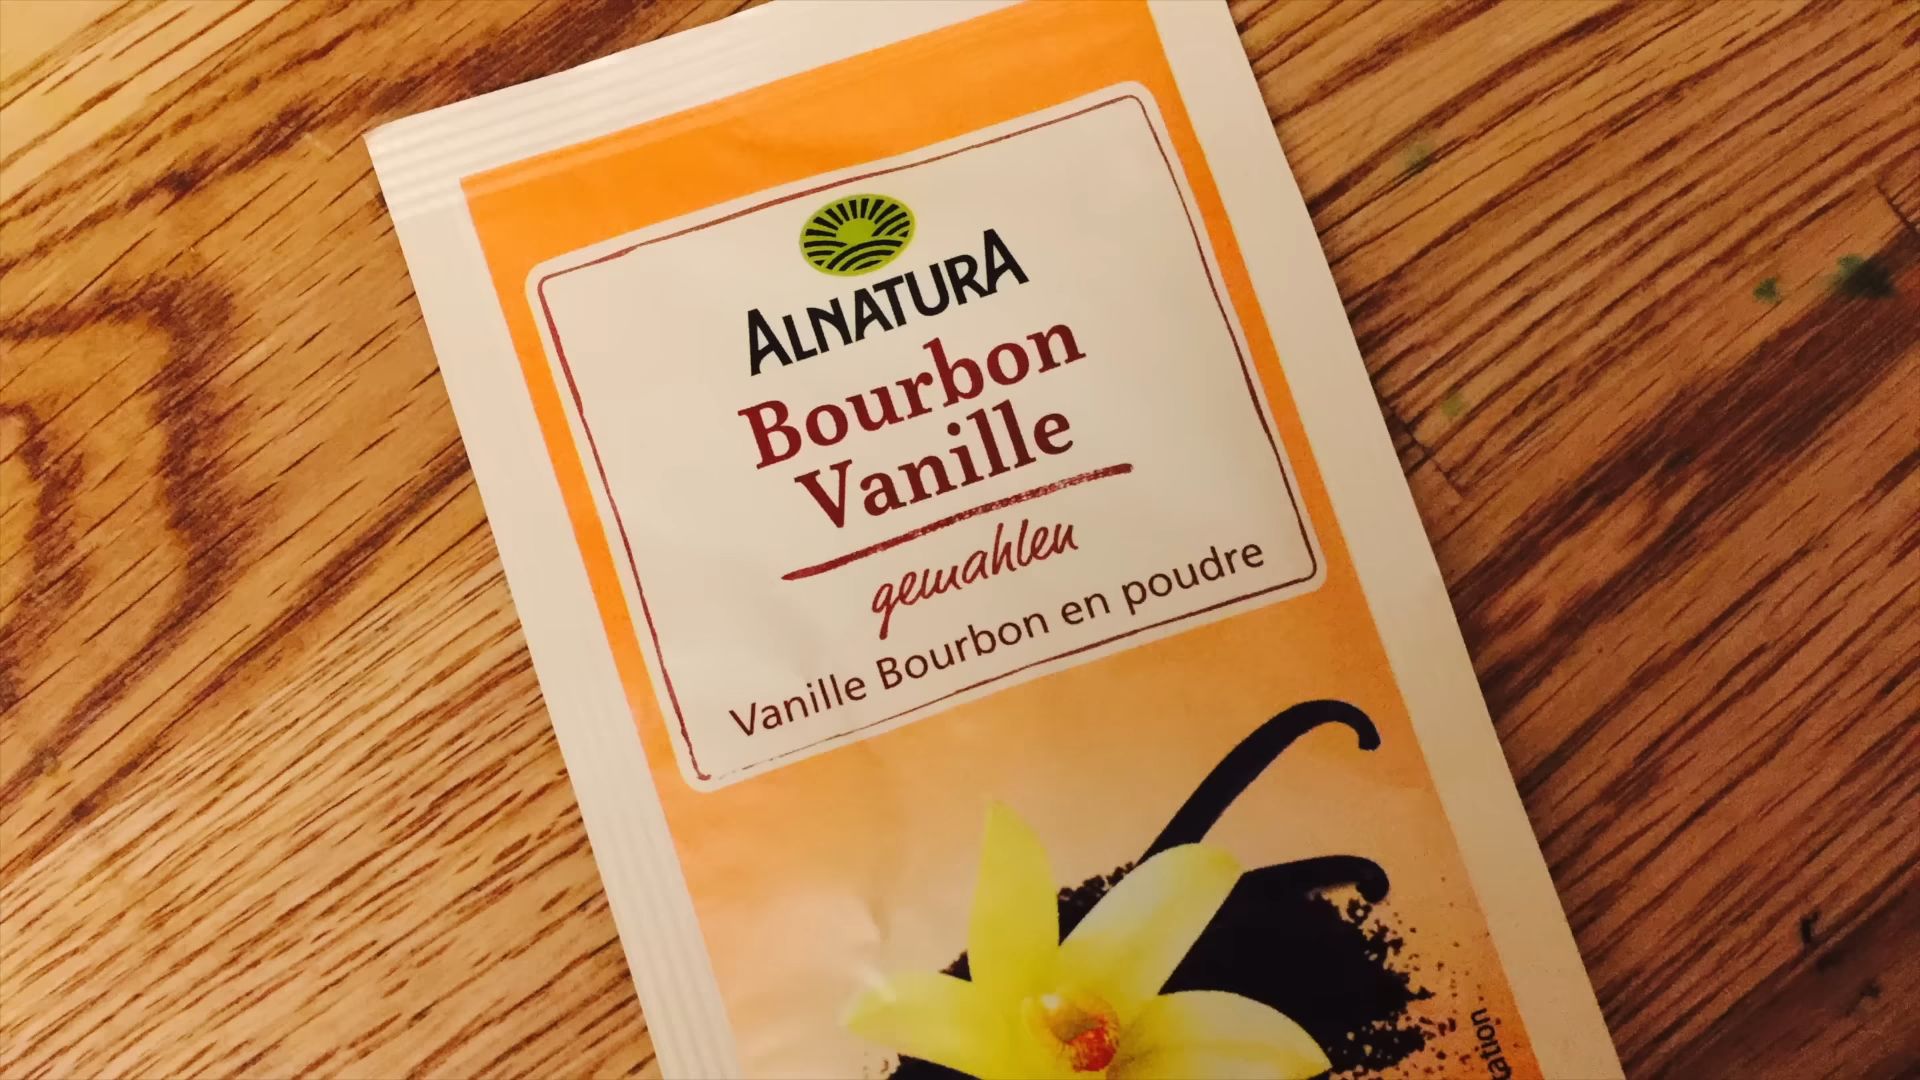 ALNATURA
Bourbon
Vanille
gemahlen
Vanille Bourbon en poudre